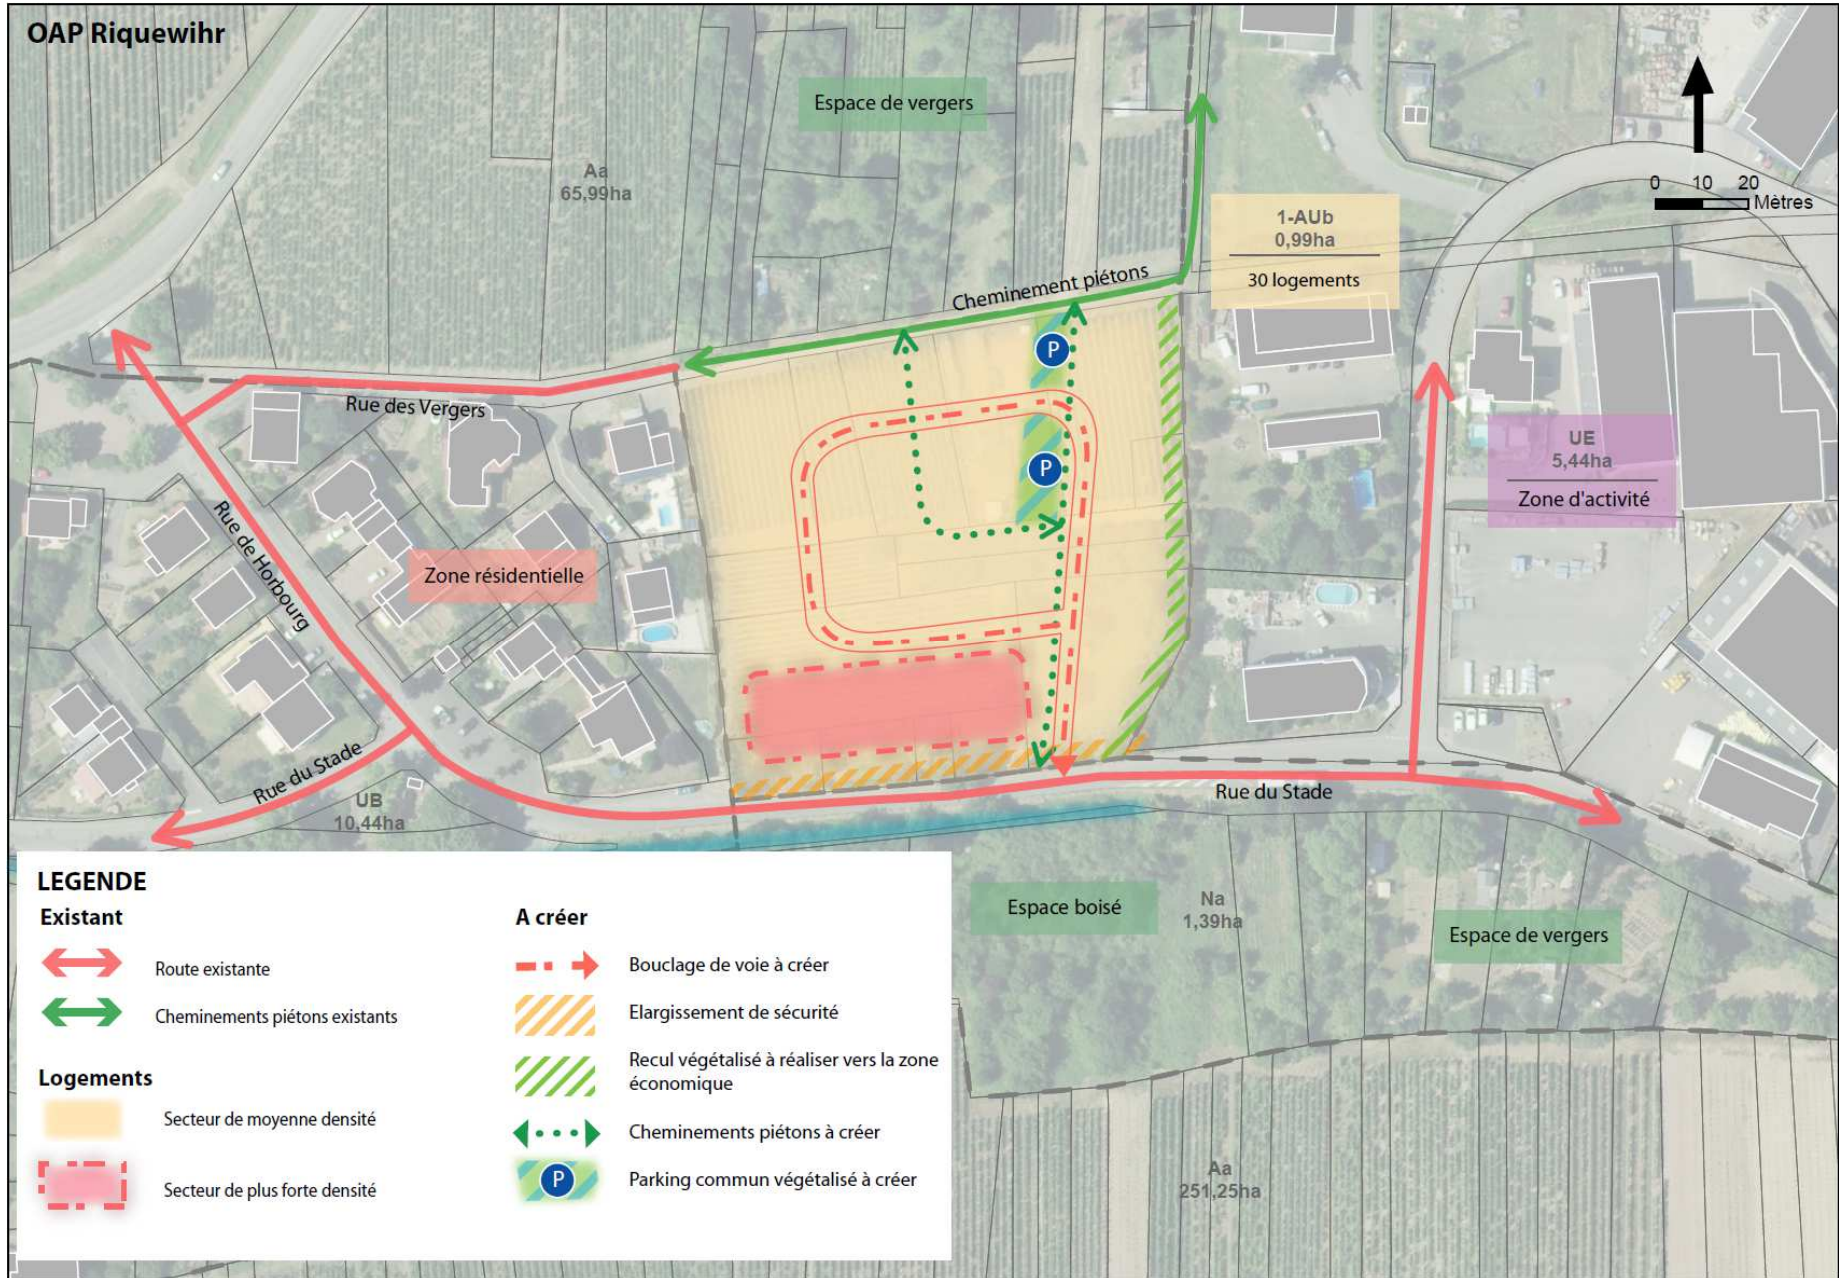 OAP Riquewihr
Espace de vergers
Aa
65,99ha
0 10 20
Mètres
1-AUb
0,99ha
30 logements
Cheminement piétons
P
Rue des Vergers
UE
5,44ha
Zone d'activité
P
Rue de Horbourg
Zone résidentielle
Rue du Stade
UB
10,44ha
Rue du Stade
LEGENDE
Existant
Route existante
Cheminements piétons existants
Logements
Secteur de moyenne densité
Secteur de plus forte densité
A créer
Bouclage de voie à créer
Elargissement de sécurité
Recul végétalisé à réaliser vers la zone
économique
Cheminements piétons à créer
P
Parking commun végétalisé à créer
Espace boisé
Na
1,39ha
Espace de vergers
Aa
251,25ha